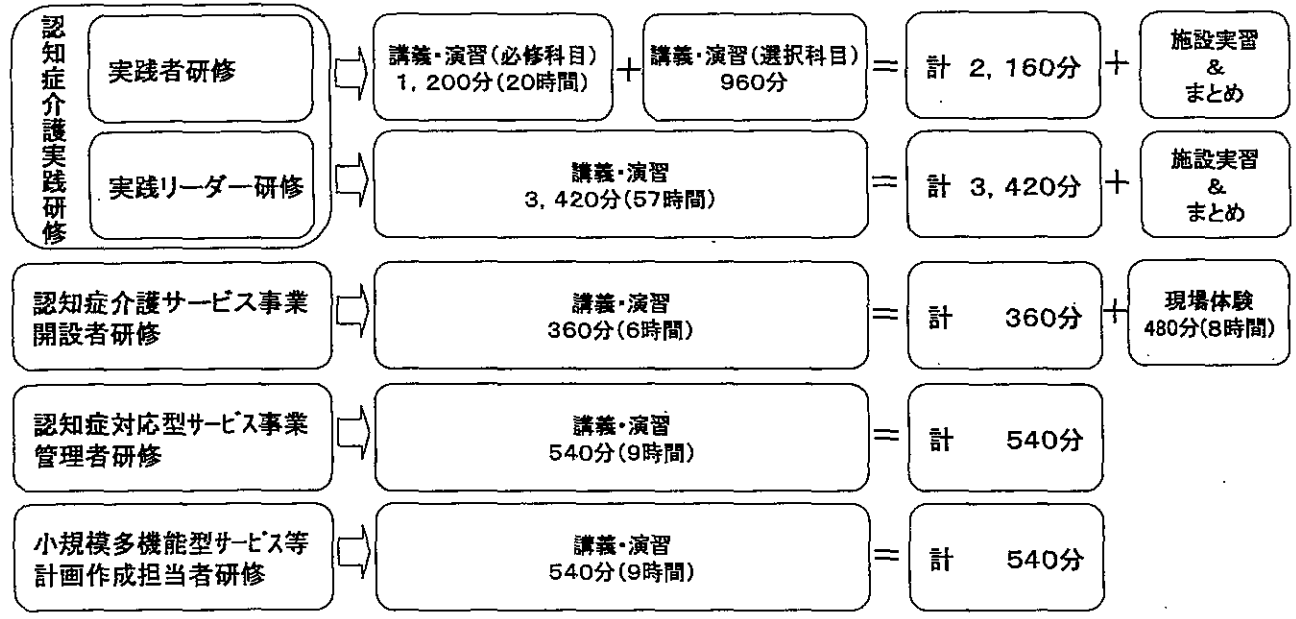 認知症介護実践研修
実践者研修
講義・演習(必修科目)
1,200分(20時間)
+
講義・演習(選択科目)
960分
=
計 2,160分
+
施設実習
&
まとめ
実践リーダー研修
講義・演習
3,420分(57時間)
=
計 3,420分
+
施設実習
&
まとめ
認知症介護サービス事業
開設者研修
講義・演習
360分(6時間)
=
計 360分
+
現場体験
480分(8時間)
認知症対応型サービス事業
管理者研修
講義・演習
540分(9時間)
=
計 540分
小規模多機能型サービス等
計画作成担当者研修
講義・演習
540分(9時間)
=
計 540分